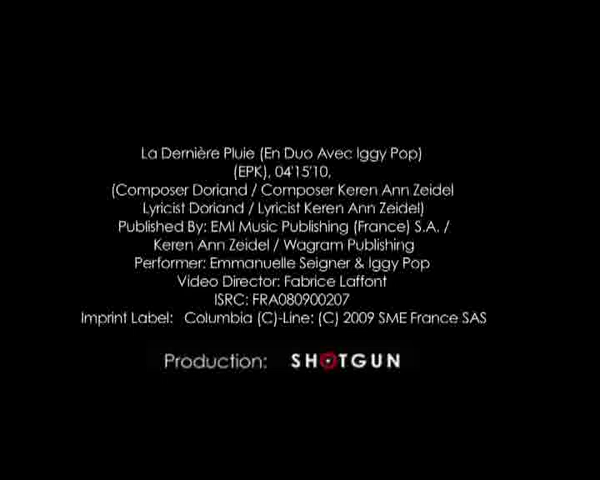 La Dernière Pluie (En Duo Avec Iggy Pop)
(EPK), 04'15'10,
(Composer Doriand / Composer Keren Ann Zeidel
Lyricist Doriand / Lyricist Keren Ann Zeidel)
Published By: EMI Music Publishing (France) S.A. /
Keren Ann Zeidel / Wagram Publishing
Performer: Emmanuelle Seigner & Iggy Pop
Video Director: Fabrice Laffont
ISRC: FRA080900207
Imprint Label: Columbia (C)-Line: (C) 2009 SME France SAS
Production: SHOTGUN